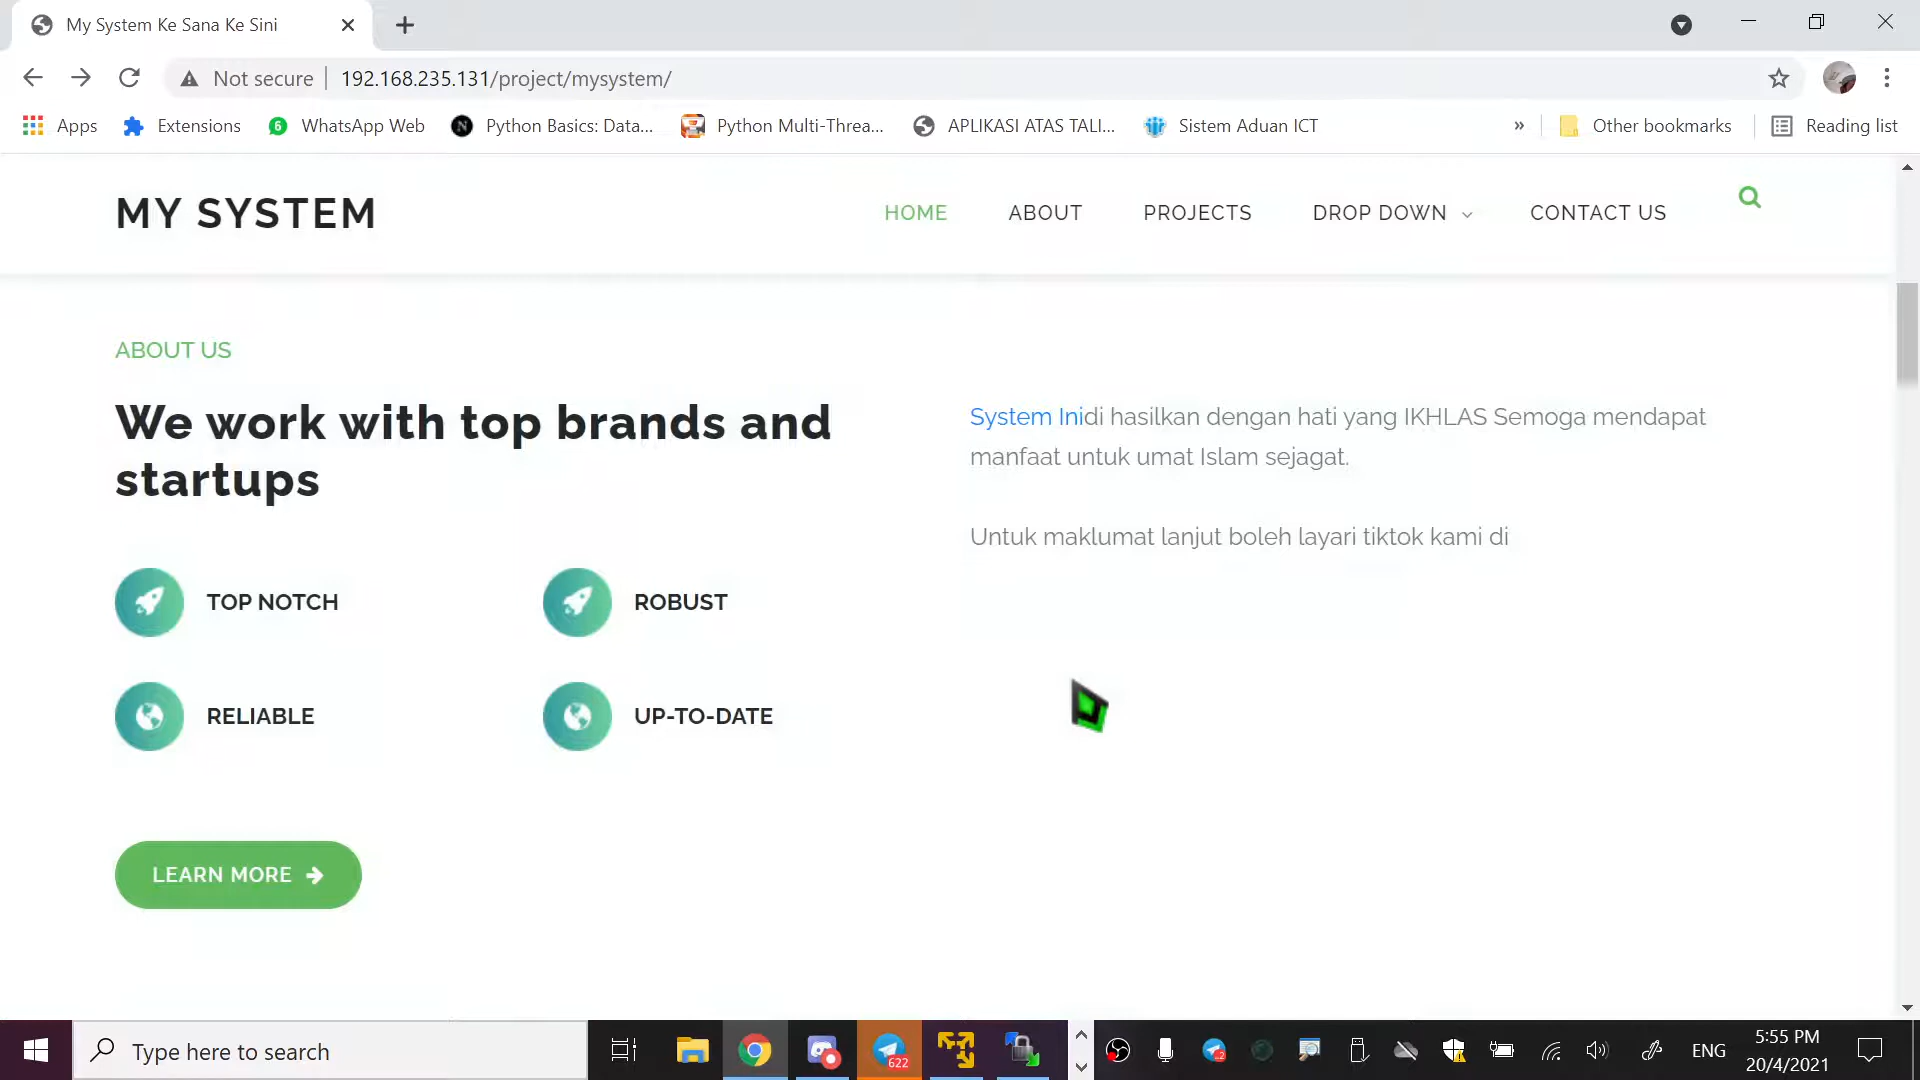 My System Ke Sana Ke Sini
Not secure
192.168.235.131/project/mysystem/
Apps
Extensions
6
WhatsApp Web
N
Python Basics: Data...
Python Multi-Threa...
APLIKASI ATAS TALI...
Sistem Aduan ICT
»
Other bookmarks
Reading list
MY SYSTEM
HOME
ABOUT
PROJECTS
DROP DOWN
CONTACT US
ABOUT US
We work with top brands and
startups
System Inidi hasilkan dengan hati yang IKHLAS Semoga mendapat
manfaat untuk umat Islam sejagat.
Untuk maklumat lanjut boleh layari tiktok kami di
TOP NOTCH
ROBUST
RELIABLE
UP-TO-DATE
LEARN MORE
Type here to search
622
2
ENG
5:55 PM
20/4/2021